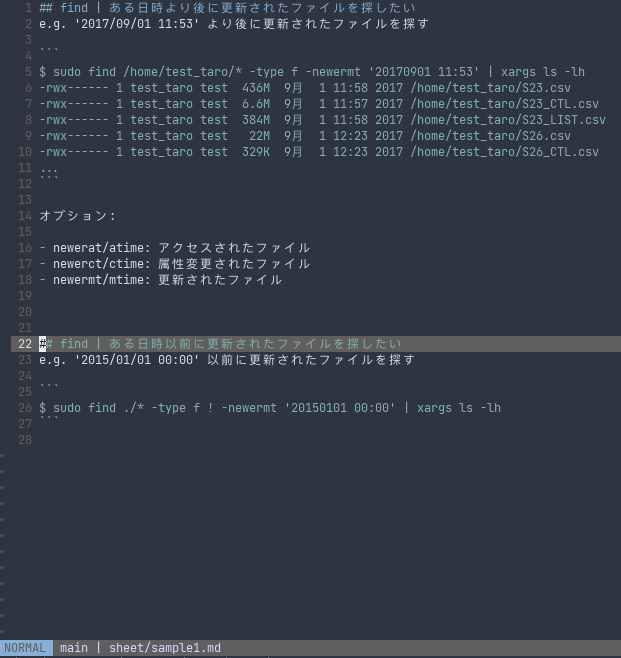 1 ## find | ある日時より後に更新されたファイルを探したい
2 e.g. '2017/09/01 11:53' より後に更新されたファイルを探す
3
4 ```
5 $ sudo find /home/test_taro/* -type f -newermt '20170901 11:53' | xargs ls -lh
6 -rwx------ 1 test_taro test  436M  9月  1 11:58 2017 /home/test_taro/S23.csv
7 -rwx------ 1 test_taro test  6.6M  9月  1 11:57 2017 /home/test_taro/S23_CTL.csv
8 -rwx------ 1 test_taro test  384M  9月  1 11:58 2017 /home/test_taro/S23_LIST.csv
9 -rwx------ 1 test_taro test   22M  9月  1 12:23 2017 /home/test_taro/S26.csv
10 -rwx------ 1 test_taro test  329K  9月  1 12:23 2017 /home/test_taro/S26_CTL.csv
11 ...
12 ```
13
14 オプション:
15
16 - newerat/atime: アクセスされたファイル
17 - newerct/ctime: 属性変更されたファイル
18 - newermt/mtime: 更新されたファイル
19
20
21
22 ## find | ある日時以前に更新されたファイルを探したい
23 e.g. '2015/01/01 00:00' 以前に更新されたファイルを探す
24
25 ```
26 $ sudo find ./* -type f ! -newermt '20150101 00:00' | xargs ls -lh
27 ```
28
NORMAL main | sheet/sample1.md